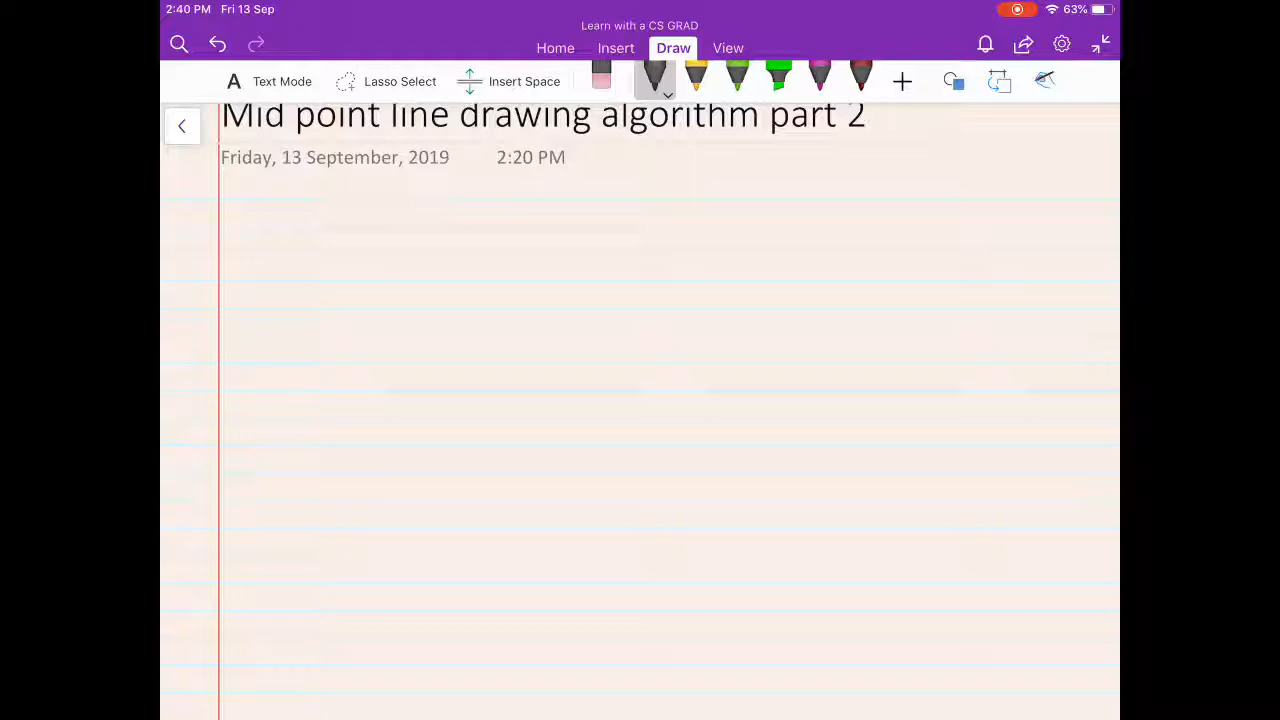 2:40 PM Fri 13 Sep 63%
Learn with a CS GRAD
Home Insert Draw View
A Text Mode Lasso Select Insert Space
Mid point line drawing algorithm part 2
Friday, 13 September, 2019 2:20 PM